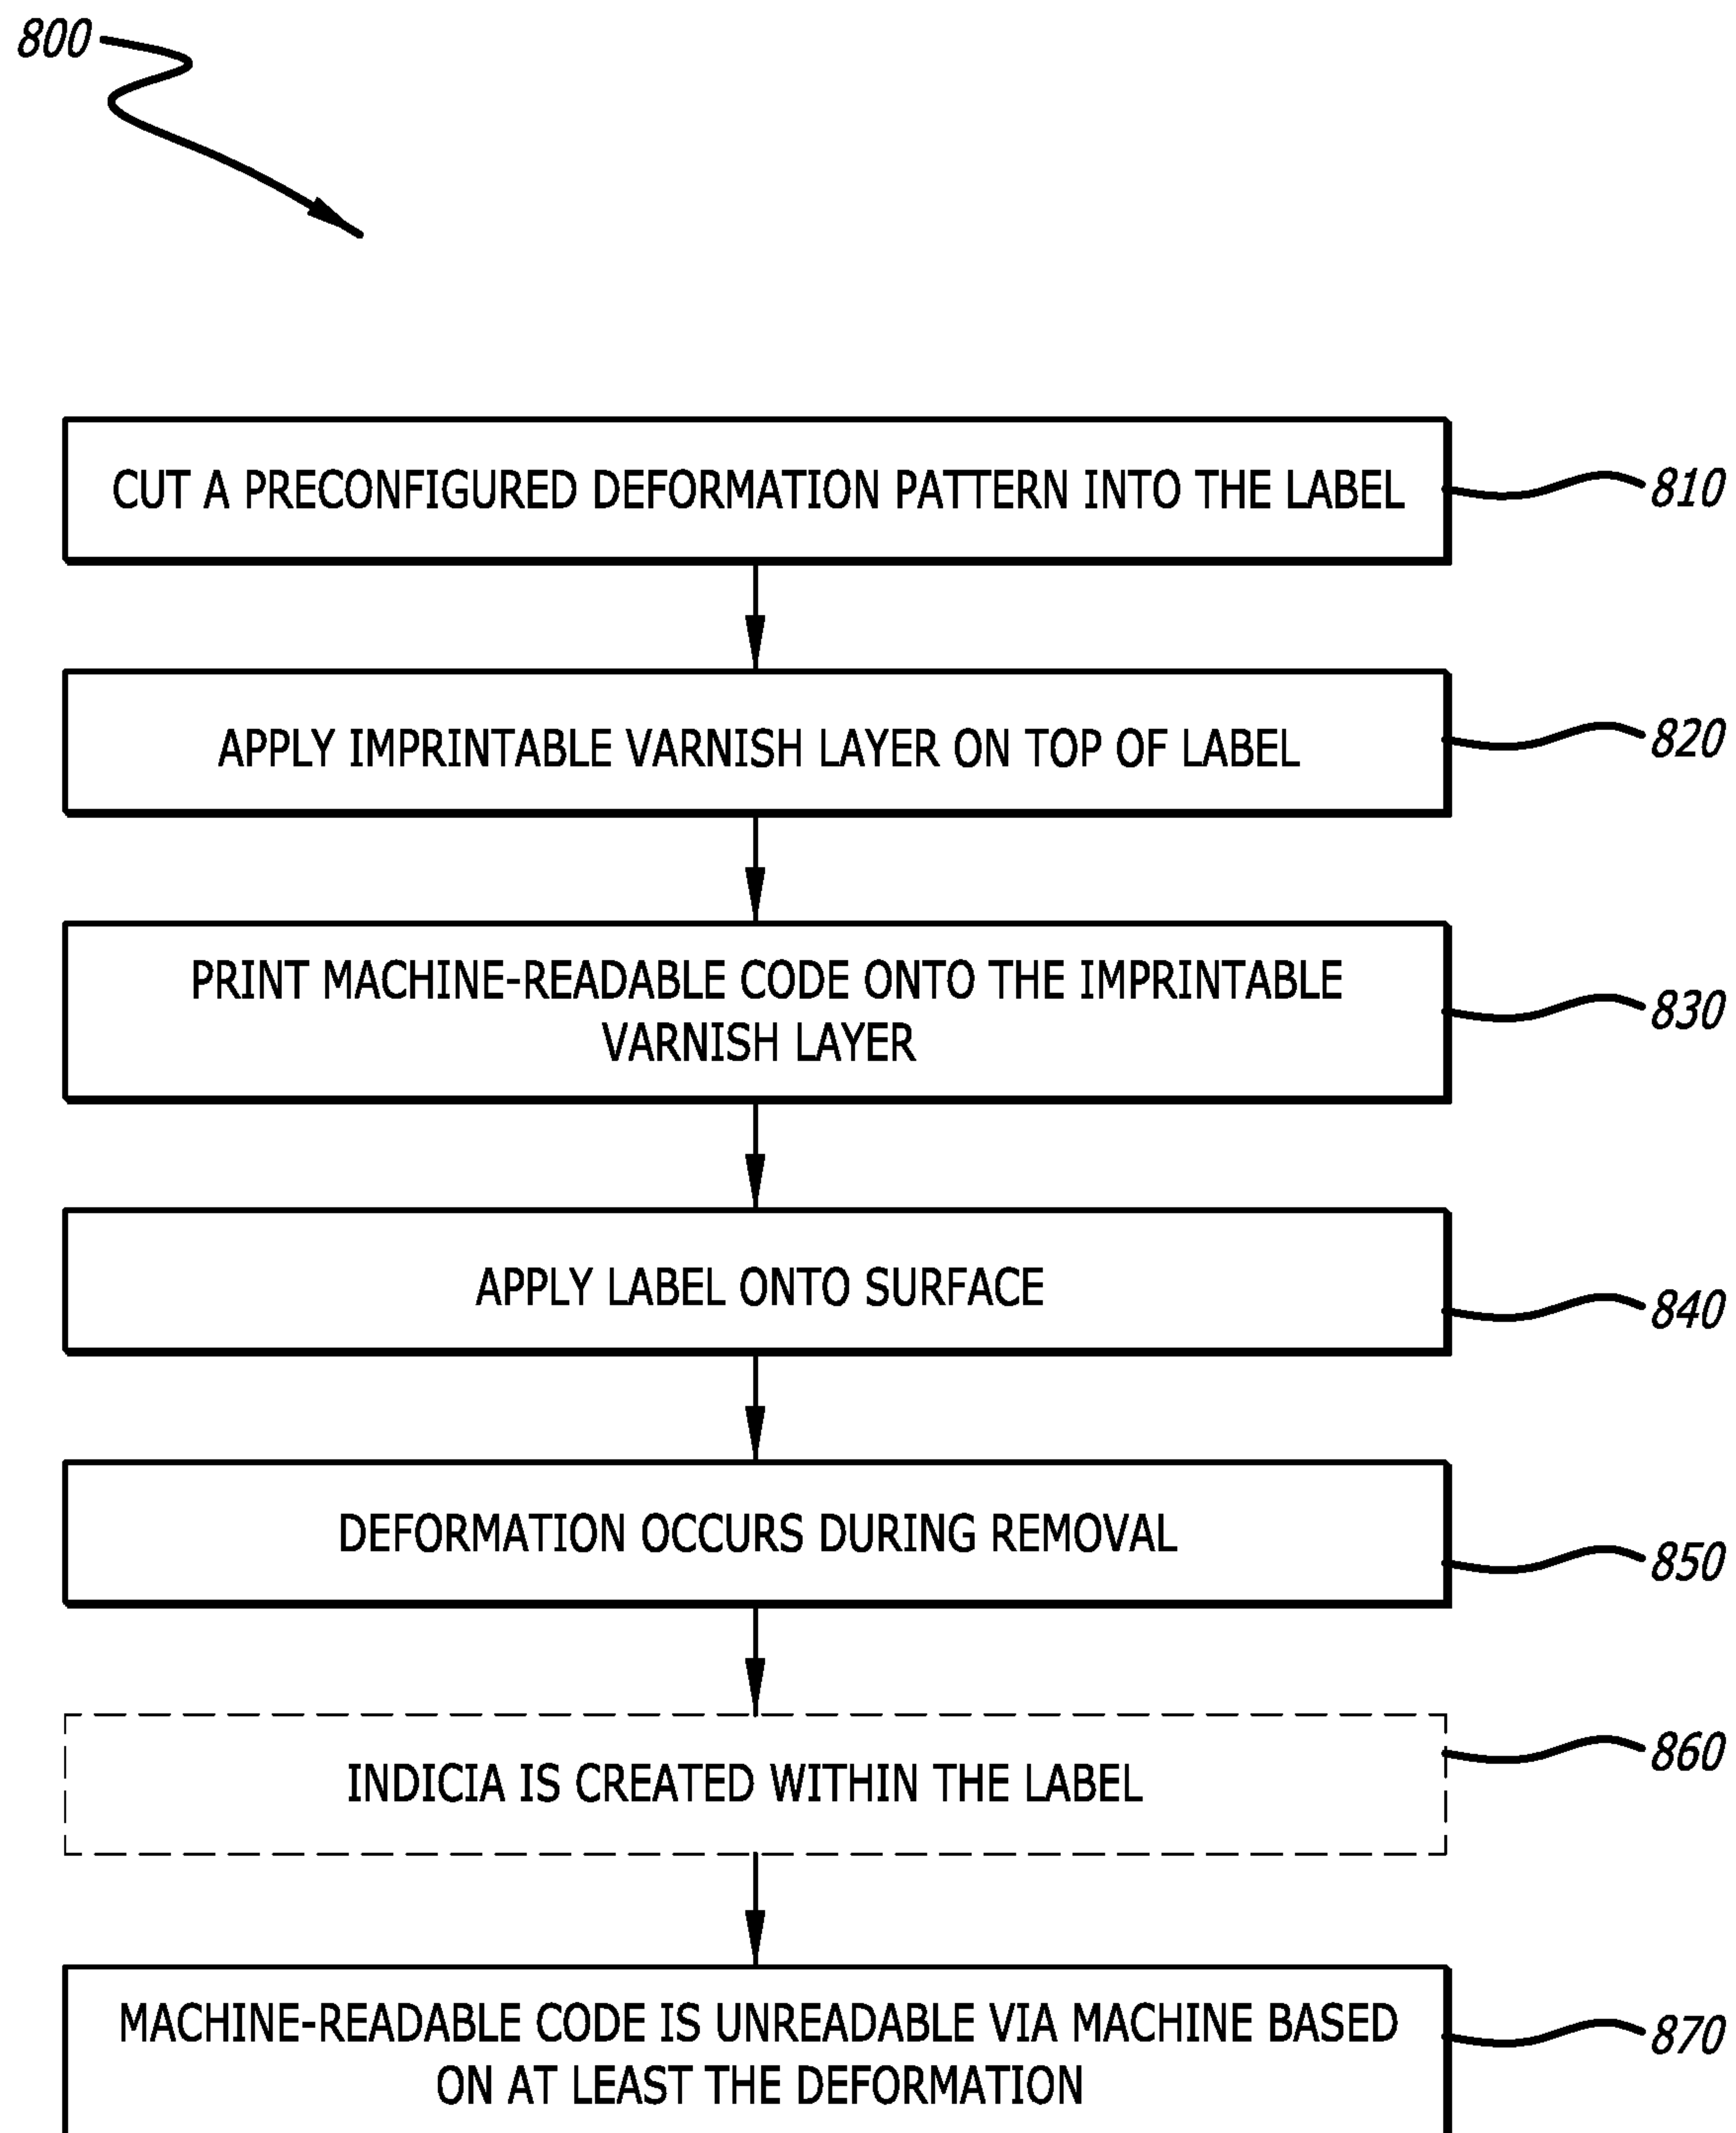 800
CUT A PRECONFIGURED DEFORMATION PATTERN INTO THE LABEL
810
APPLY IMPRINTABLE VARNISH LAYER ON TOP OF LABEL
820
PRINT MACHINE-READABLE CODE ONTO THE IMPRINTABLE
VARNISH LAYER
830
APPLY LABEL ONTO SURFACE
840
DEFORMATION OCCURS DURING REMOVAL
850
INDICIA IS CREATED WITHIN THE LABEL
860
MACHINE-READABLE CODE IS UNREADABLE VIA MACHINE BASED
ON AT LEAST THE DEFORMATION
870